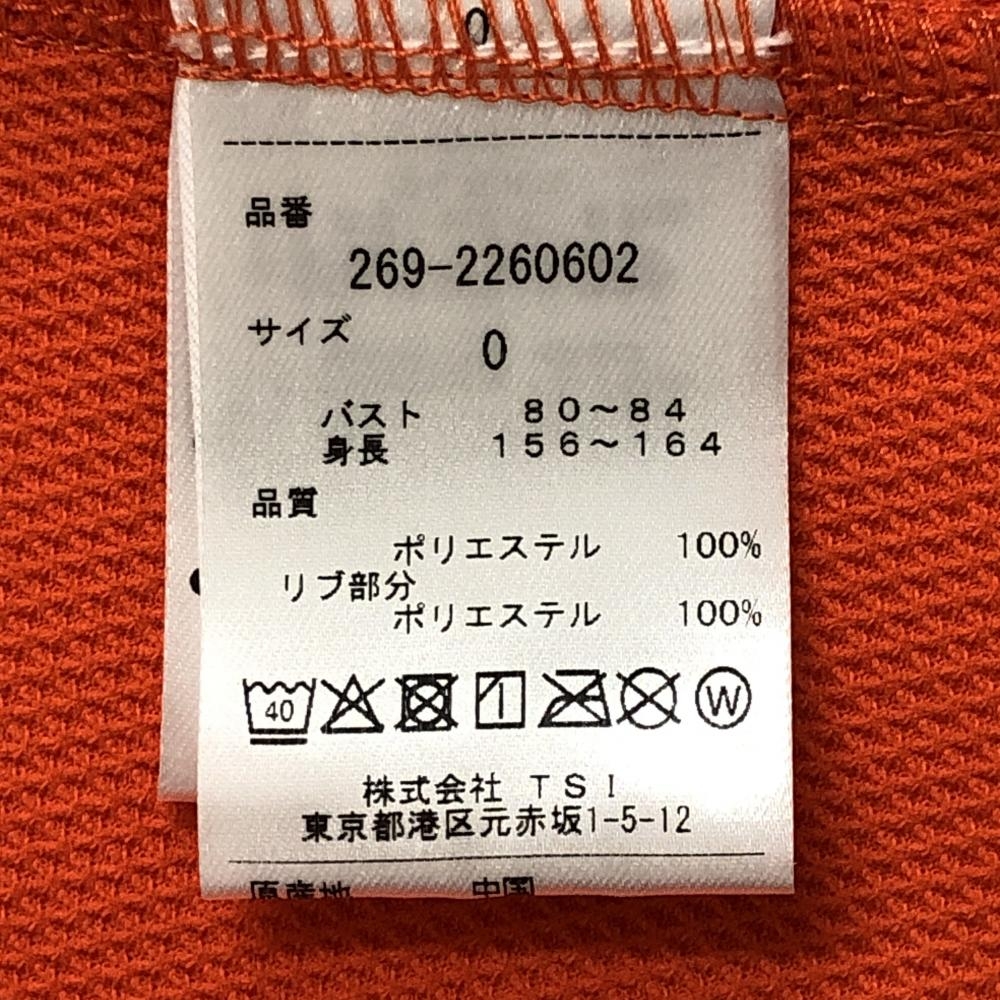 0
品番
269-2260602
サイズ 0
バスト 80～84
身長 156～164
品質
ポリエステル 100%
リブ部分
ポリエステル 100%
40 W
株式会社 TSI
東京都港区元赤坂1-5-12
原産地 中国